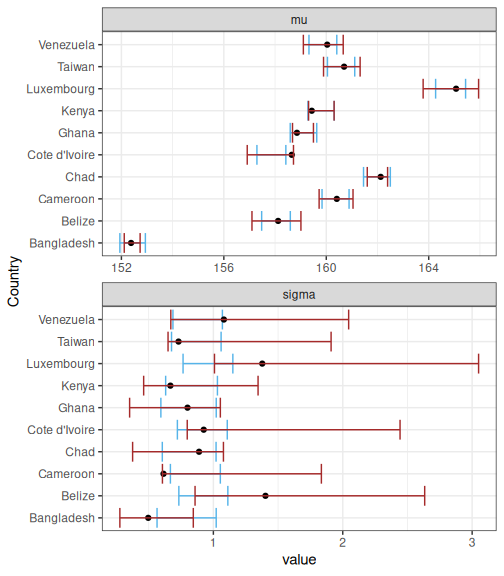 mu
Venezuela
Taiwan
Luxembourg
Kenya
Ghana
Cote d'Ivoire
Chad
Cameroon
Belize
Bangladesh
152 156 160 164
Country
sigma
Venezuela
Taiwan
Luxembourg
Kenya
Ghana
Cote d'Ivoire
Chad
Cameroon
Belize
Bangladesh
1 2 3
value